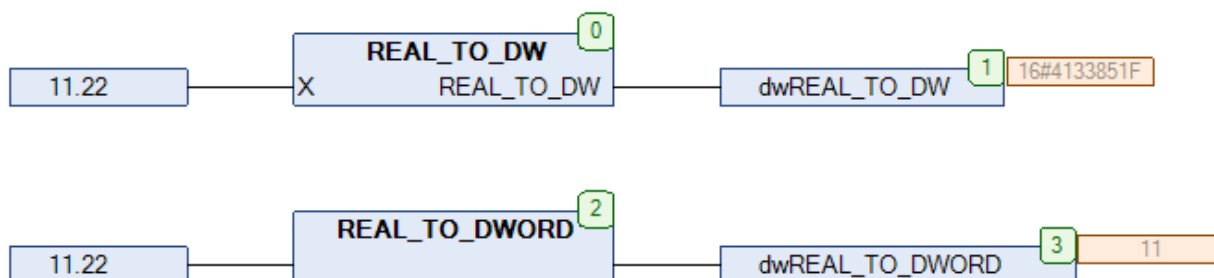 0
REAL_TO_DW
11.22 X REAL_TO_DW 1 dwREAL_TO_DW 16#4133851F
2
REAL_TO_DWORD
11.22 3 dwREAL_TO_DWORD 11